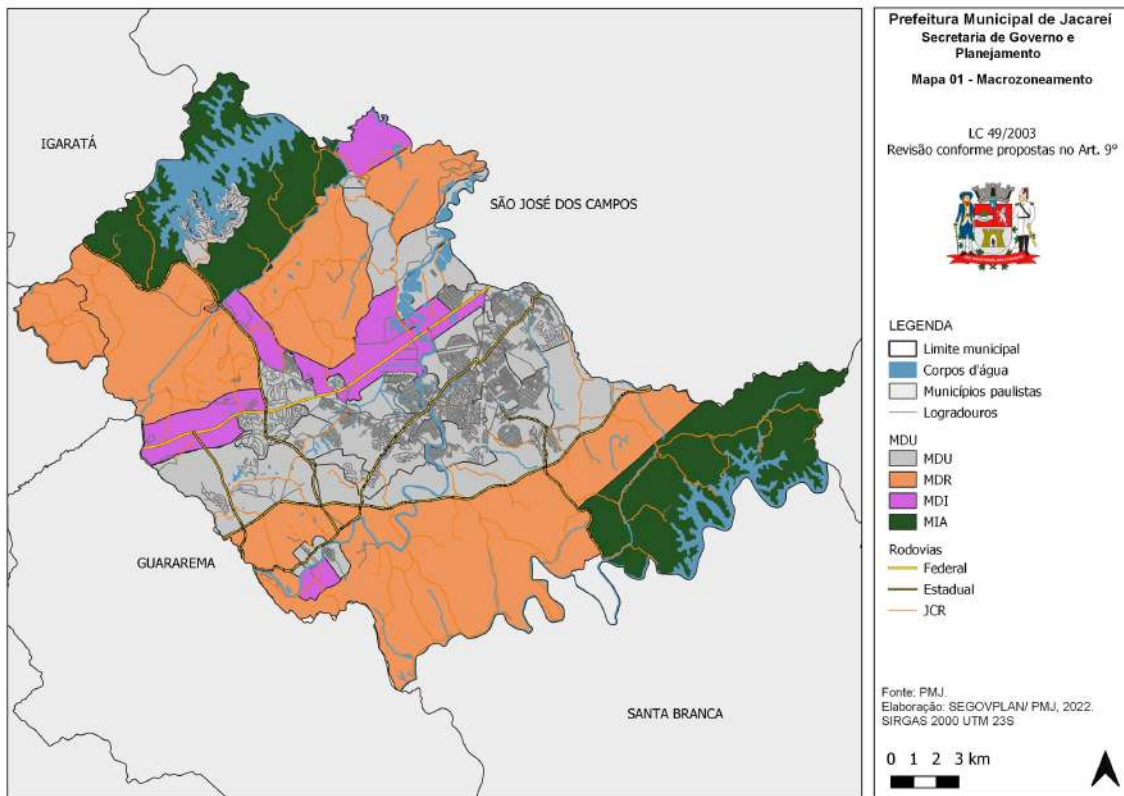 IGARATÁ
SÃO JOSÉ DOS CAMPOS
GUARAREMA
SANTA BRANCA
Prefeitura Municipal de Jacareí
Secretaria de Governo e
Planejamento
Mapa 01 - Macrozoneamento
LC 49/2003
Revisão conforme propostas no Art. 9º
LEGENDA
Limite municipal
Corpos d'água
Municípios paulistas
Logradouros
MDU
MDU
MDR
MDI
MIA
Rodovias
Federal
Estadual
JCR
Fonte: PMJ.
Elaboração: SEGOVPLAN/ PMJ, 2022.
SIRGAS 2000 UTM 23S
0 1 2 3 km